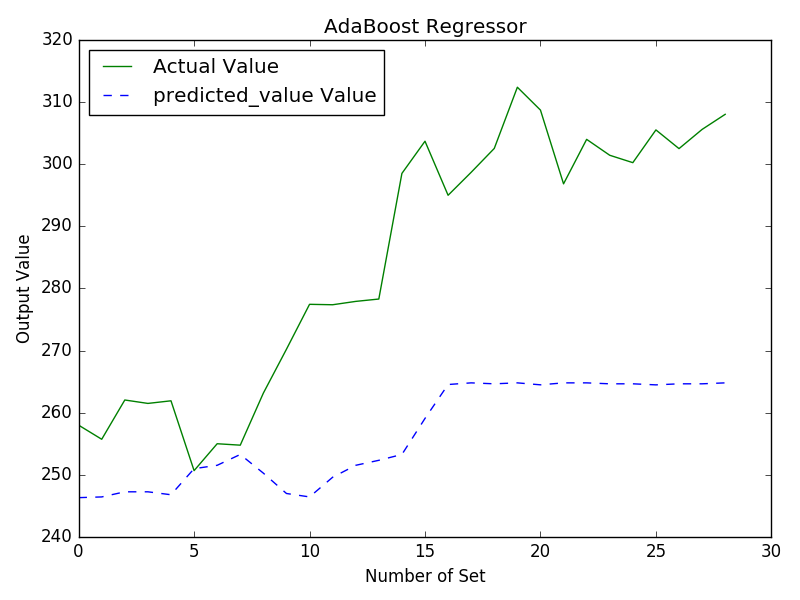 AdaBoost Regressor
Actual Value
predicted_value Value
Output Value
320
310
300
290
280
270
260
250
240
0 5 10 15 20 25 30
Number of Set